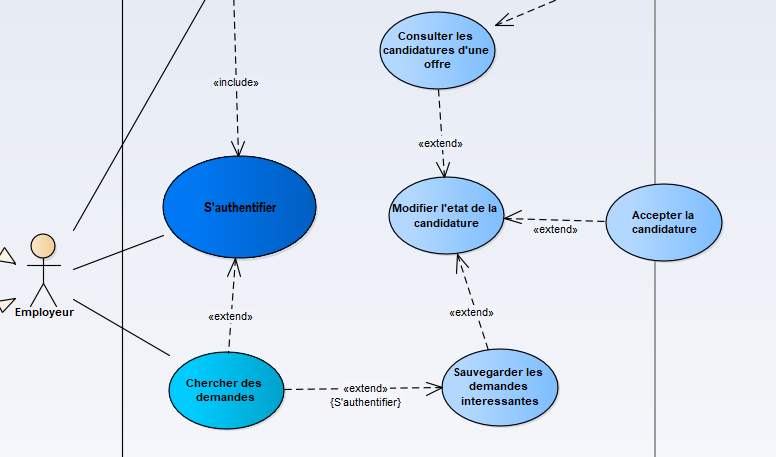 Consulter les
candidatures d'une
offre
«include»
«extend»
S'authentifier
Modifier l'etat de la
candidature
Accepter la
candidature
«extend»
Employeur
«extend»
«extend»
Chercher des
demandes
«extend»
{S'authentifier}
Sauvegarder les
demandes
interessantes